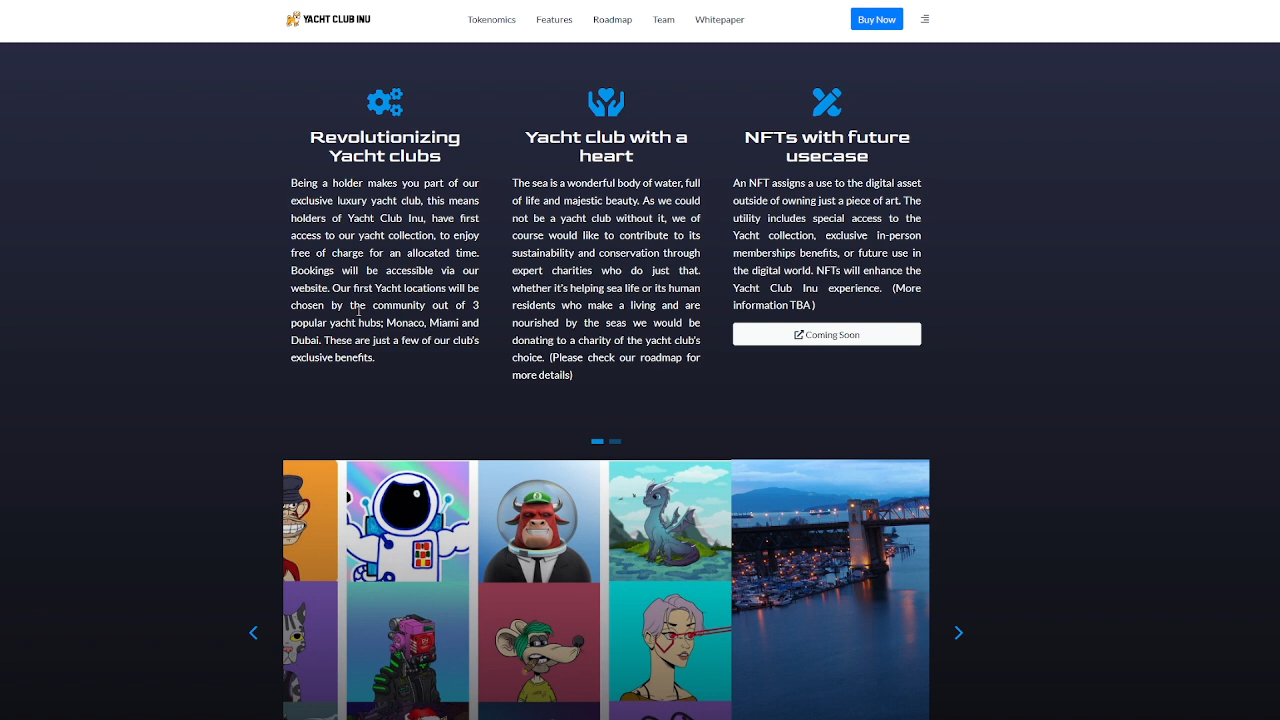 YACHT CLUB INU
Tokenomics
Features
Roadmap
Team
Whitepaper
Buy Now
Revolutionizing
Yacht clubs
Being a holder makes you part of our
exclusive luxury yacht club, this means
holders of Yacht Club Inu, have first
access to our yacht collection, to enjoy
free of charge for an allocated time.
Bookings will be accessible via our
website. Our first Yacht locations will be
chosen by the community out of 3
popular yacht hubs; Monaco, Miami and
Dubai. These are just a few of our club's
exclusive benefits.
Yacht club with a
heart
The sea is a wonderful body of water, full
of life and majestic beauty. As we could
not be a yacht club without it, we of
course would like to contribute to its
sustainability and conservation through
expert charities who do just that.
whether it's helping sea life or its human
residents who make a living and are
nourished by the seas we would be
donating to a charity of the yacht club's
choice. (Please check our roadmap for
more details)
NFTs with future
usecase
An NFT assigns a use to the digital asset
outside of owning just a piece of art. The
utility includes special access to the
Yacht collection, exclusive in-person
memberships benefits, or future use in
the digital world. NFTs will enhance the
Yacht Club Inu experience. (More
information TBA )
Coming Soon